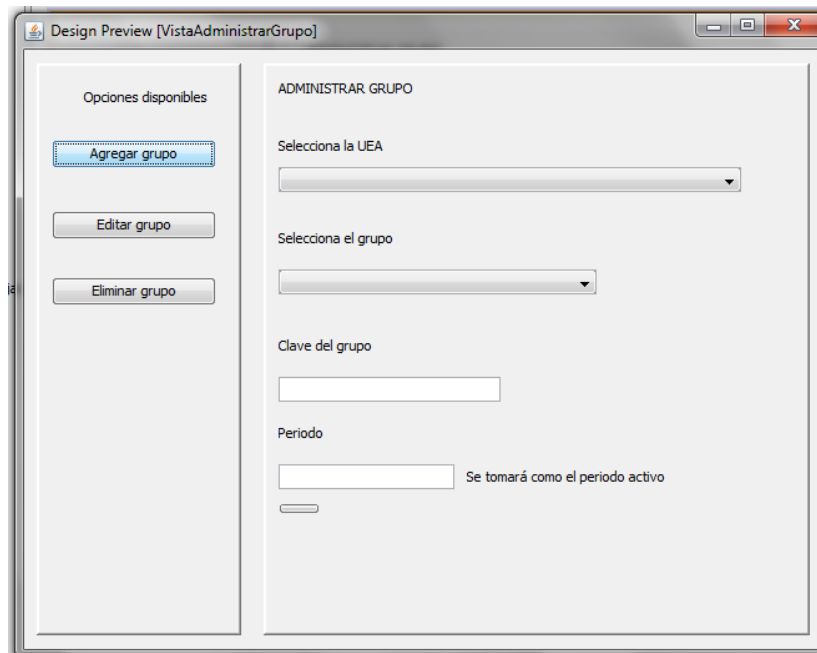 Design Preview [VistaAdministrarGrupo]
Opciones disponibles
Agregar grupo
Editar grupo
Eliminar grupo
ADMINISTRAR GRUPO
Selecciona la UEA
Selecciona el grupo
Clave del grupo
Periodo
Se tomará como el periodo activo